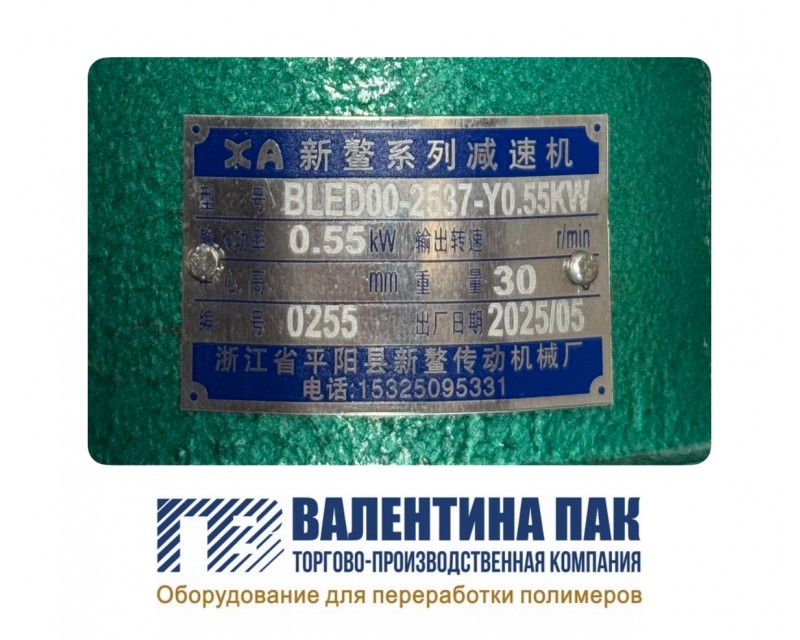 XA 新鳌系列减速机
型号 BLED00-2537-Y0.55KW
输入功率 0.55 kW 输出转速 r/min
中心高 mm 重量 30
编号 0255 出厂日期 2025/05
浙江省平阳县新鳌传动机械厂
电话:15325095331
ВАЛЕНТИНА ПАК
ТОРГОВО-ПРОИЗВОДСТВЕННАЯ КОМПАНИЯ
Оборудование для переработки полимеров